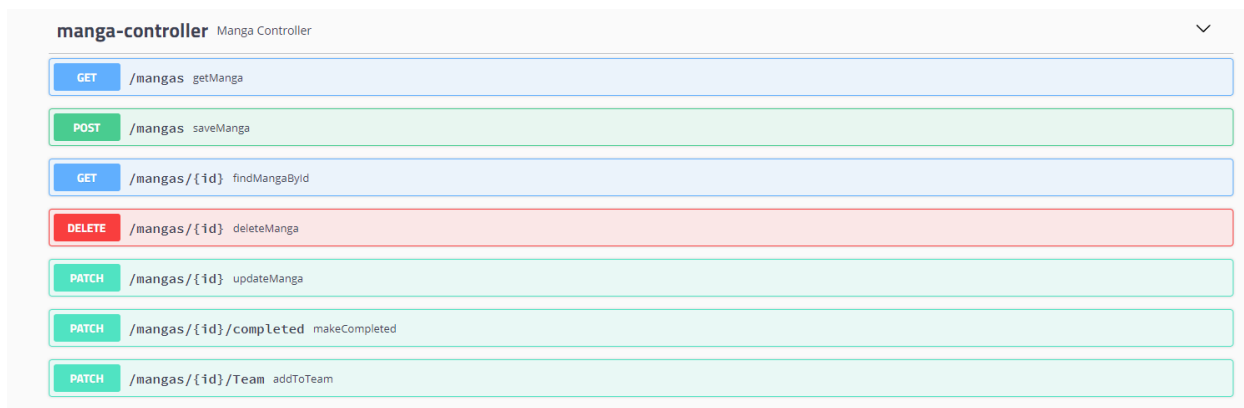 manga-controller Manga Controller
GET /mangas getManga
POST /mangas saveManga
GET /mangas/{id} findMangaById
DELETE /mangas/{id} deleteManga
PATCH /mangas/{id} updateManga
PATCH /mangas/{id}/completed makeCompleted
PATCH /mangas/{id}/Team addToTeam